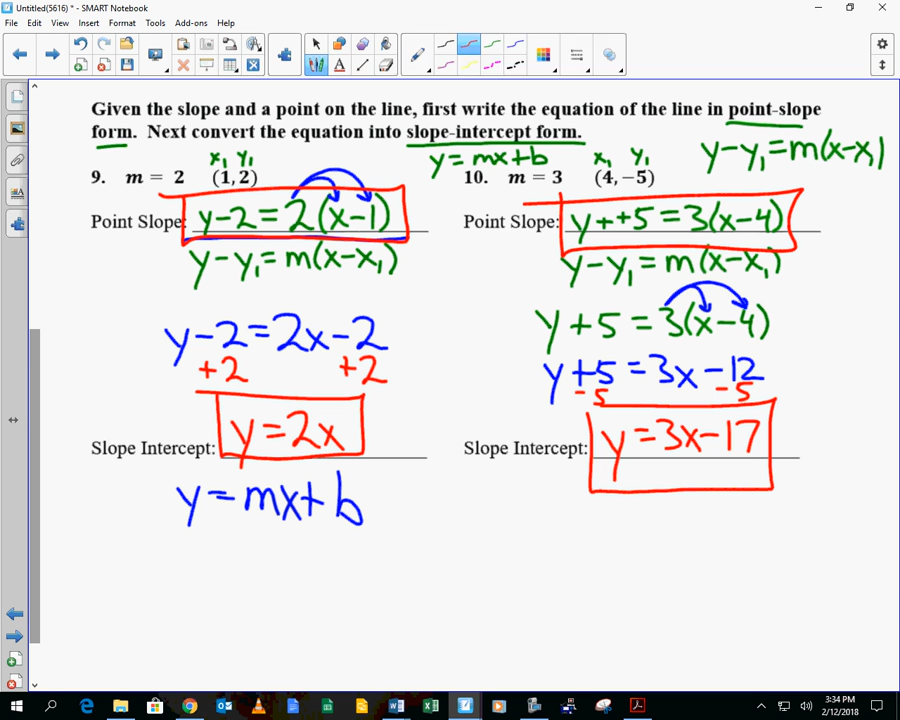 Untitled(5616) * - SMART Notebook
File Edit View Insert Format Tools Add-ons Help
Given the slope and a point on the line, first write the equation of the line in point-slope
form. Next convert the equation into slope-intercept form.
y=mx+b
y-y₁=m(x-x₁)
x₁ y₁
9. m = 2 (1, 2)
Point Slope: y-2=2(x-1)
y-y₁=m(x-x₁)
y-2=2x-2
+2 +2
Slope Intercept: y=2x
y=mx+b
x₁ y₁
10. m = 3 (4, −5)
Point Slope: y++5=3(x-4)
y-y₁=m(x-x₁)
y+5=3(x-4)
y+5=3x-12
-5 -5
Slope Intercept: y=3x-17
3:34 PM
2/12/2018